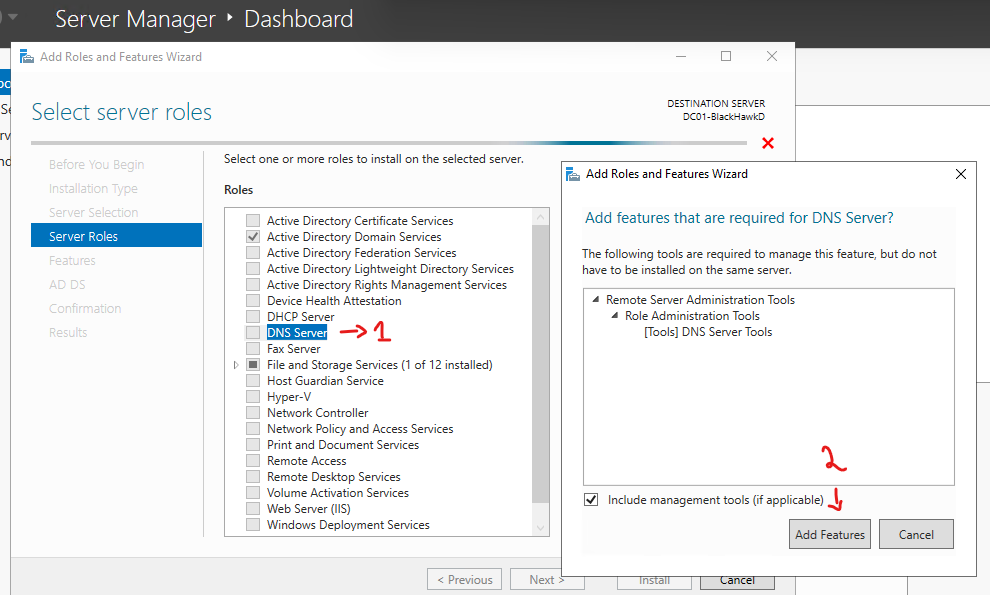 Server Manager ‣ Dashboard
Add Roles and Features Wizard
Select server roles
DESTINATION SERVER
DC01-BlackHawkD
Before You Begin
Installation Type
Server Selection
Server Roles
Features
AD DS
Confirmation
Results
Select one or more roles to install on the selected server.
Roles
Active Directory Certificate Services
Active Directory Domain Services
Active Directory Federation Services
Active Directory Lightweight Directory Services
Active Directory Rights Management Services
Device Health Attestation
DHCP Server
DNS Server
1
Fax Server
File and Storage Services (1 of 12 installed)
Host Guardian Service
Hyper-V
Network Controller
Network Policy and Access Services
Print and Document Services
Remote Access
Remote Desktop Services
Volume Activation Services
Web Server (IIS)
Windows Deployment Services
< Previous
Next >
Install
Cancel
Add Roles and Features Wizard
Add features that are required for DNS Server?
The following tools are required to manage this feature, but do not
have to be installed on the same server.
Remote Server Administration Tools
Role Administration Tools
[Tools] DNS Server Tools
2
Include management tools (if applicable)
Add Features
Cancel